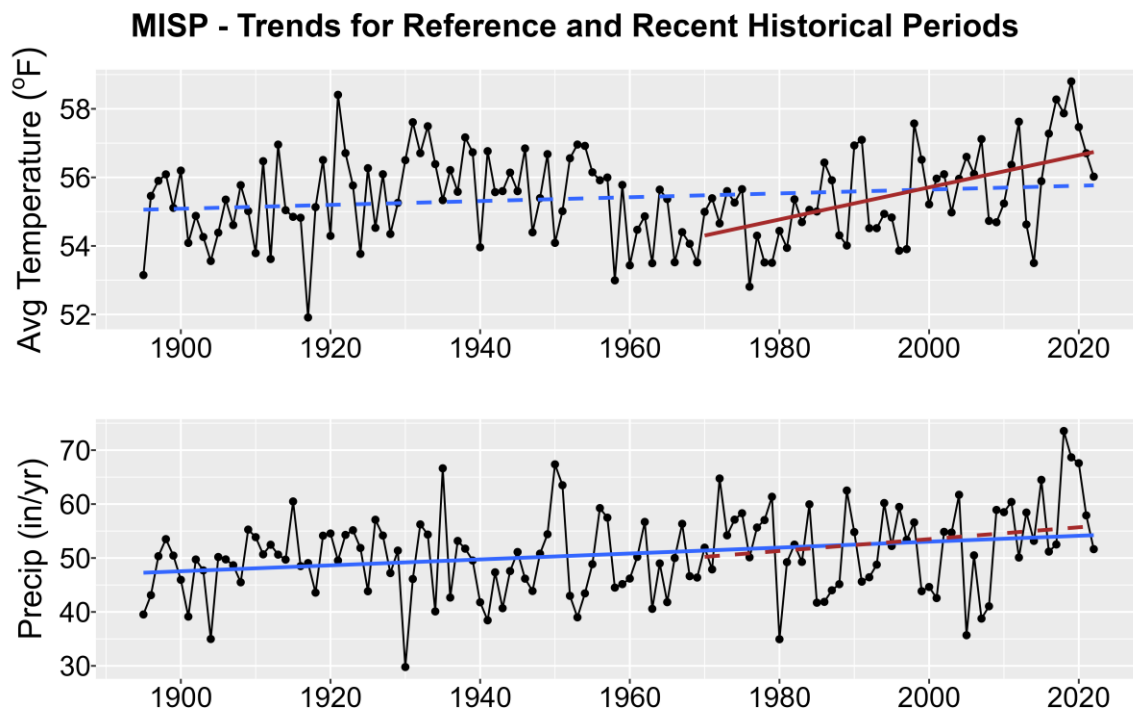 MISP - Trends for Reference and Recent Historical Periods
Avg Temperature (°F)
58
56
54
52
1900 1920 1940 1960 1980 2000 2020
Precip (in/yr)
70
60
50
40
30
1900 1920 1940 1960 1980 2000 2020